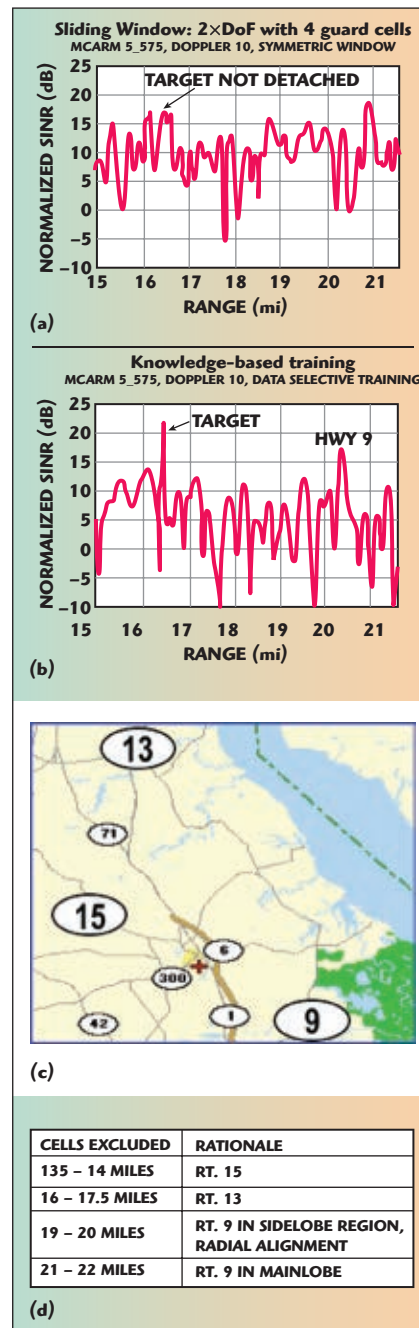 Sliding Window: 2×DoF with 4 guard cells
MCARM 5_575, DOPPLER 10, SYMMETRIC WINDOW
NORMALIZED SINR (dB)
25
20
15
10
5
0
−5
−10
TARGET NOT DETACHED
15 16 17 18 19 20 21
RANGE (mi)
(a)
Knowledge-based training
MCARM 5_575, DOPPLER 10, DATA SELECTIVE TRAINING
NORMALIZED SINR (dB)
25
20
15
10
5
0
−5
−10
TARGET
HWY 9
15 16 17 18 19 20 21
RANGE (mi)
(b)
13
71
15
6
300
42
1
9
(c)
CELLS EXCLUDED RATIONALE
135 – 14 MILES RT. 15
16 – 17.5 MILES RT. 13
19 – 20 MILES RT. 9 IN SIDELOBE REGION,
RADIAL ALIGNMENT
21 – 22 MILES RT. 9 IN MAINLOBE
(d)